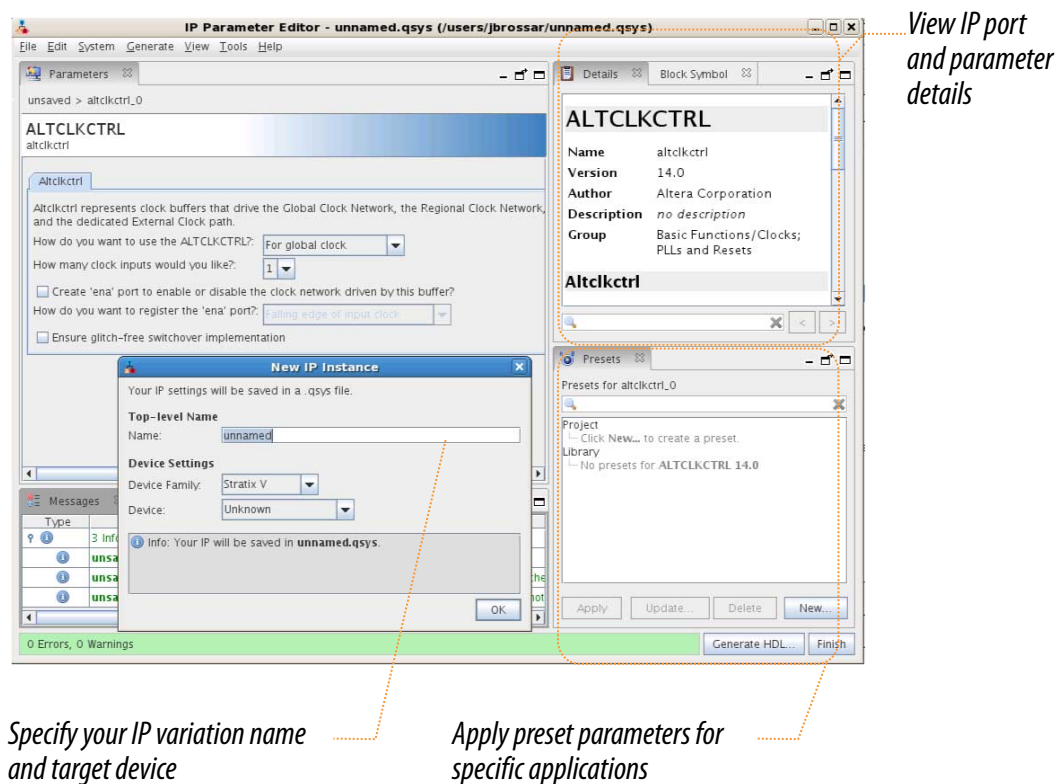 IP Parameter Editor - unnamed.qsys (/users/jbrossar/unnamed.qsys)
File Edit System Generate View Tools Help
Parameters
unsaved > altclkctrl_0
ALTCLKCTRL
altclkctrl
Altclkctrl
Altclkctrl represents clock buffers that drive the Global Clock Network, the Regional Clock Network,
and the dedicated External Clock path.
How do you want to use the ALTCLKCTRL?: For global clock
How many clock inputs would you like?: 1
Create 'ena' port to enable or disable the clock network driven by this buffer?
How do you want to register the 'ena' port?: Falling edge of input clock
Ensure glitch-free switchover implementation
Details Block Symbol
ALTCLKCTRL
Name altclkctrl
Version 14.0
Author Altera Corporation
Description no description
Group Basic Functions/Clocks;
PLLs and Resets
Altclkctrl
< >
View IP port
and parameter
details
New IP Instance
Your IP settings will be saved in a .qsys file.
Top-level Name
Name: unnamed
Device Settings
Device Family: Stratix V
Device: Unknown
Info: Your IP will be saved in unnamed.qsys.
OK
Presets
Presets for altclkctrl_0
Project
Click New... to create a preset.
Library
No presets for ALTCLKCTRL 14.0
Apply Update... Delete New...
Messages
Type
3 Inf
unsa
unsa
unsa
0 Errors, 0 Warnings
Generate HDL... Finish
Specify your IP variation name
and target device
Apply preset parameters for
specific applications